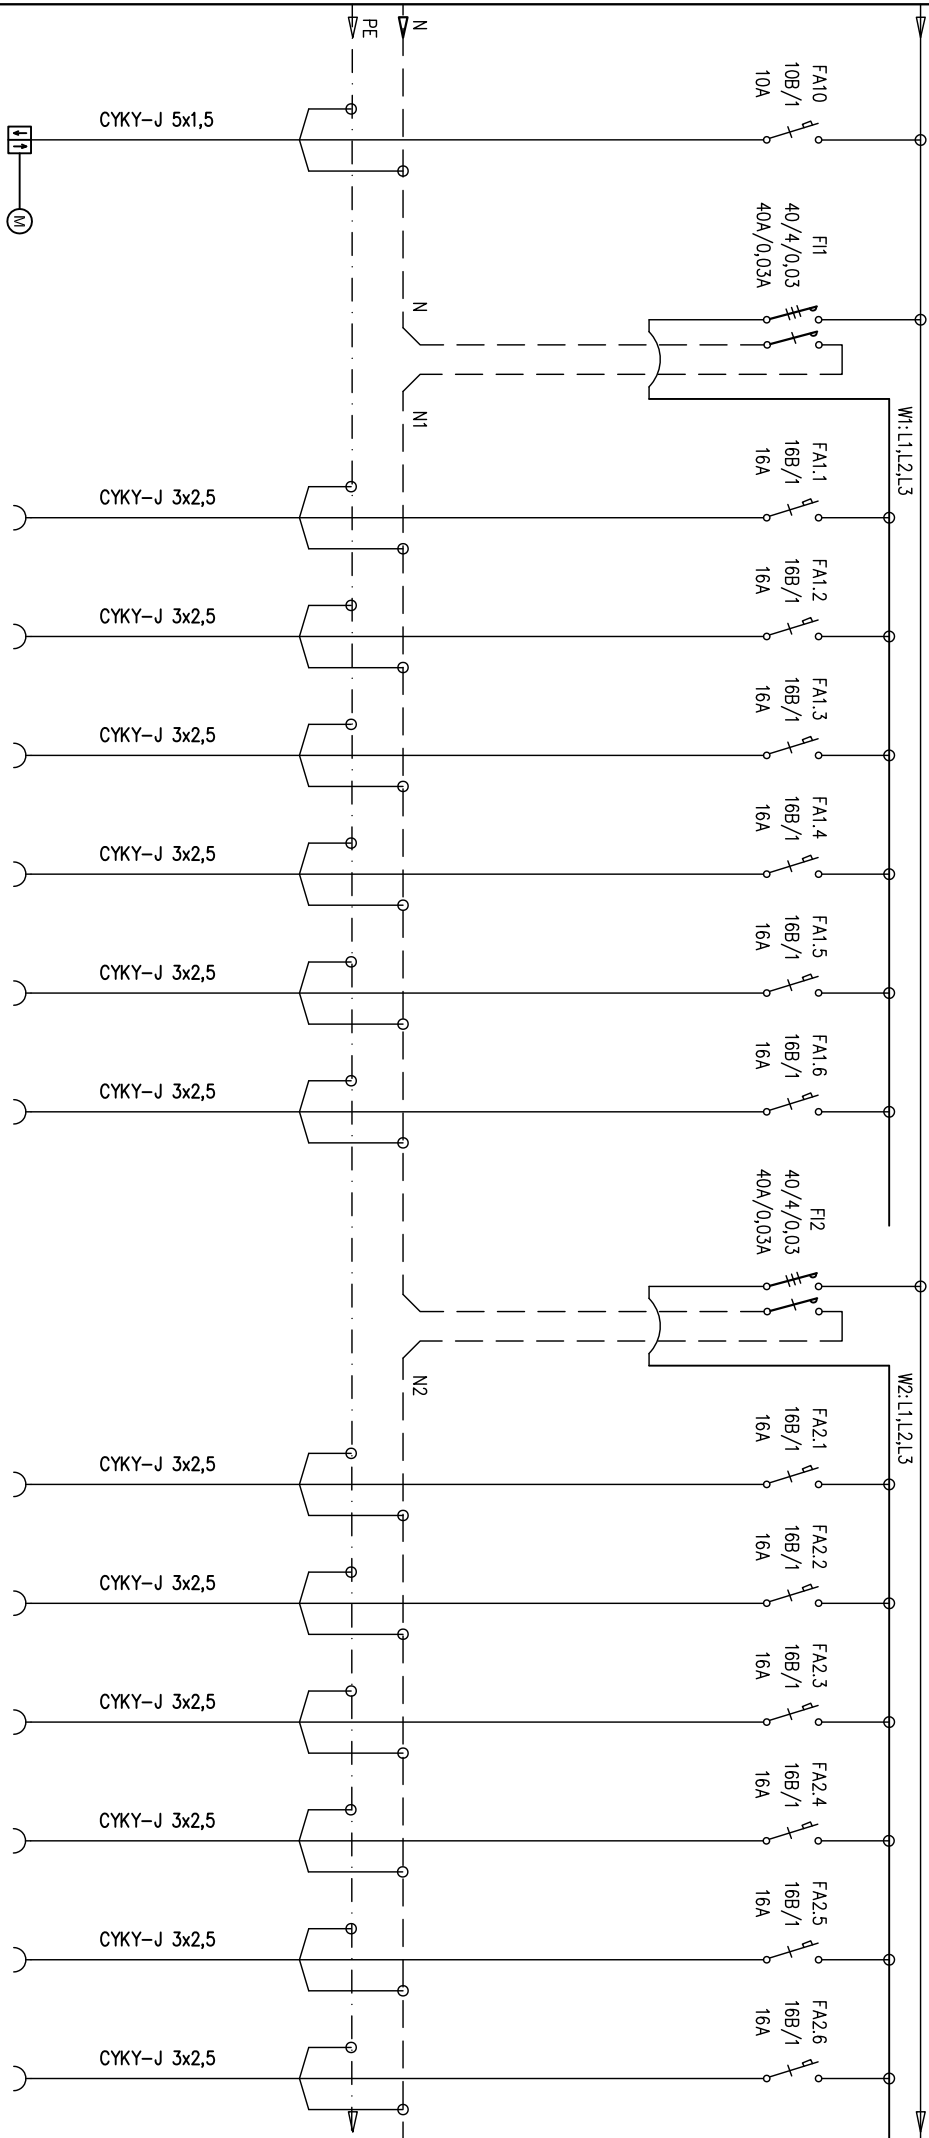 PE
N
FA10
10B/1
10A
CYKY-J 5x1,5
M
FI1
40/4/0,03
40A/0,03A
N
N1
W1:L1,L2,L3
FA1.1
16B/1
16A
CYKY-J 3x2,5
FA1.2
16B/1
16A
CYKY-J 3x2,5
FA1.3
16B/1
16A
CYKY-J 3x2,5
FA1.4
16B/1
16A
CYKY-J 3x2,5
FA1.5
16B/1
16A
CYKY-J 3x2,5
FA1.6
16B/1
16A
CYKY-J 3x2,5
FI2
40/4/0,03
40A/0,03A
N2
W2:L1,L2,L3
FA2.1
16B/1
16A
CYKY-J 3x2,5
FA2.2
16B/1
16A
CYKY-J 3x2,5
FA2.3
16B/1
16A
CYKY-J 3x2,5
FA2.4
16B/1
16A
CYKY-J 3x2,5
FA2.5
16B/1
16A
CYKY-J 3x2,5
FA2.6
16B/1
16A
CYKY-J 3x2,5